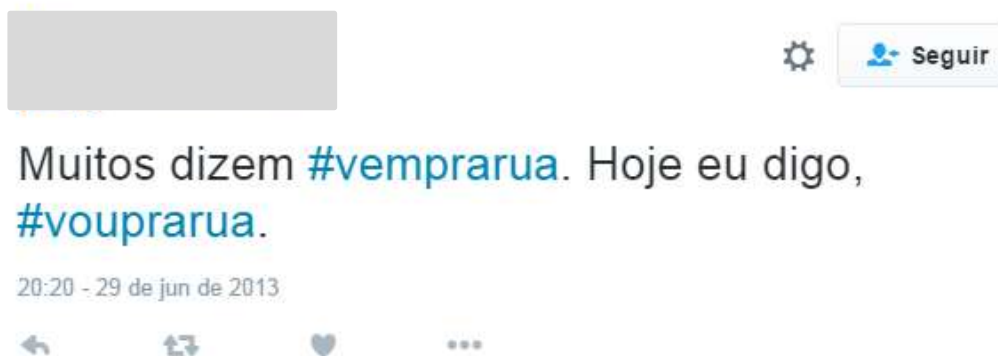 Seguir
Muitos dizem #vemprarua. Hoje eu digo,
#vouprarua.
20:20 - 29 de jun de 2013